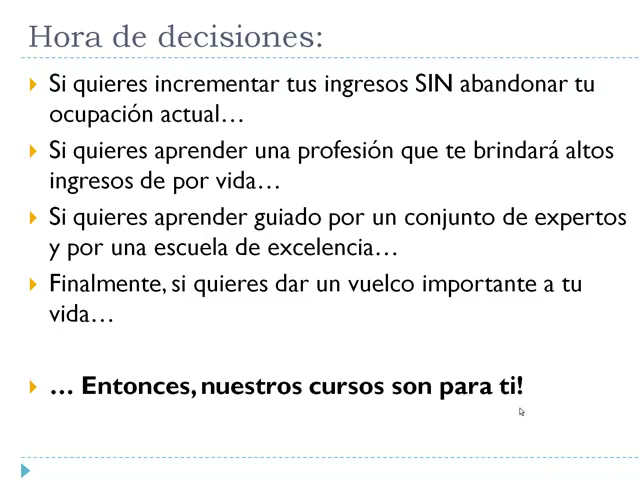 Hora de decisiones:
Si quieres incrementar tus ingresos SIN abandonar tu
ocupación actual…
Si quieres aprender una profesión que te brindará altos
ingresos de por vida…
Si quieres aprender guiado por un conjunto de expertos
y por una escuela de excelencia…
Finalmente, si quieres dar un vuelco importante a tu
vida…
… Entonces, nuestros cursos son para ti!